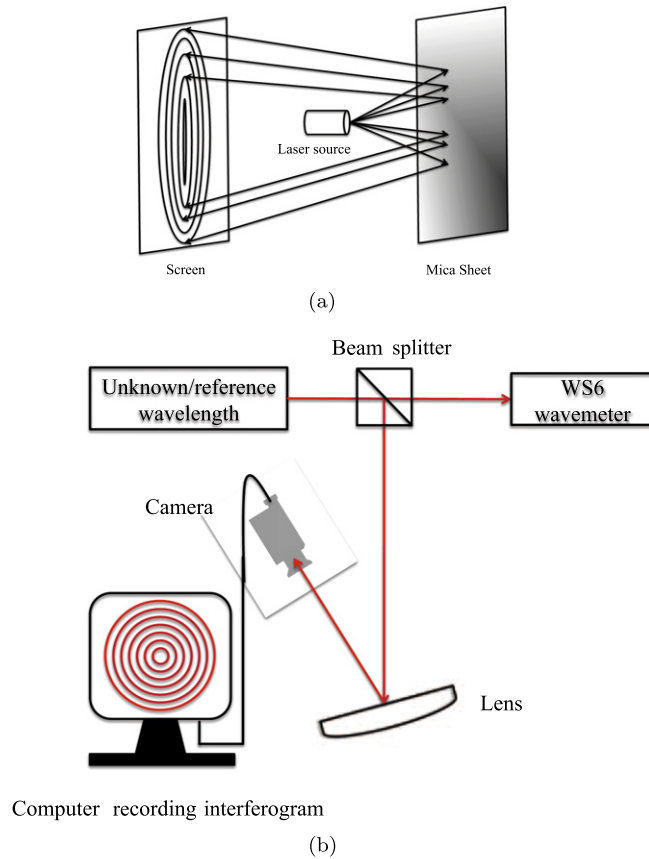 Laser source
Screen
Mica Sheet
(a)
Beam splitter
Unknown/reference
wavelength
WS6
wavemeter
Camera
Lens
Computer recording interferogram
(b)